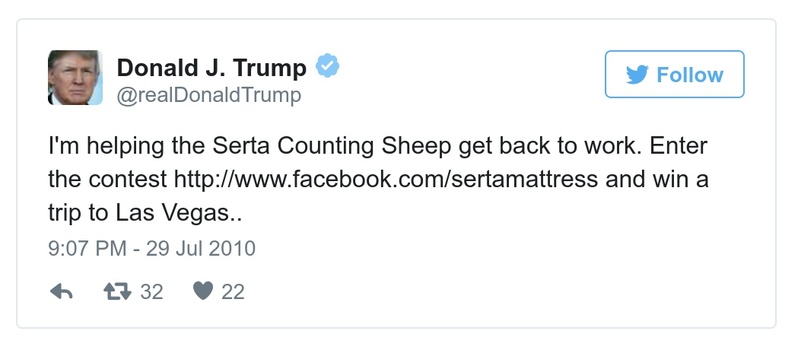 Donald J. Trump
Follow
@realDonaldTrump
I'm helping the Serta Counting Sheep get back to work. Enter
the contest http://www.facebook.com/sertamattress and win a
trip to Las Vegas..
9:07 PM - 29 Jul 2010
32 22